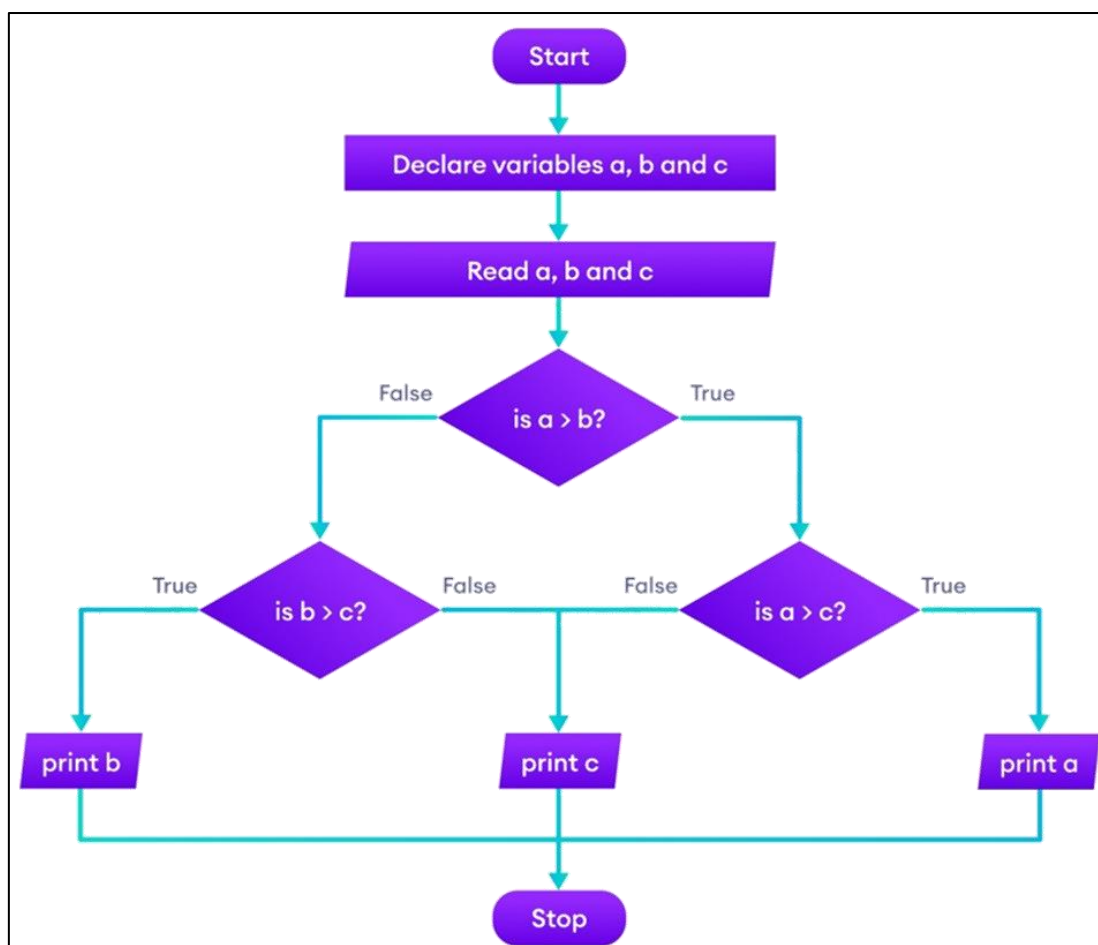 Start
Declare variables a, b and c
Read a, b and c
False
True
is a > b?
True
False
False
True
is b > c?
is a > c?
print b
print c
print a
Stop